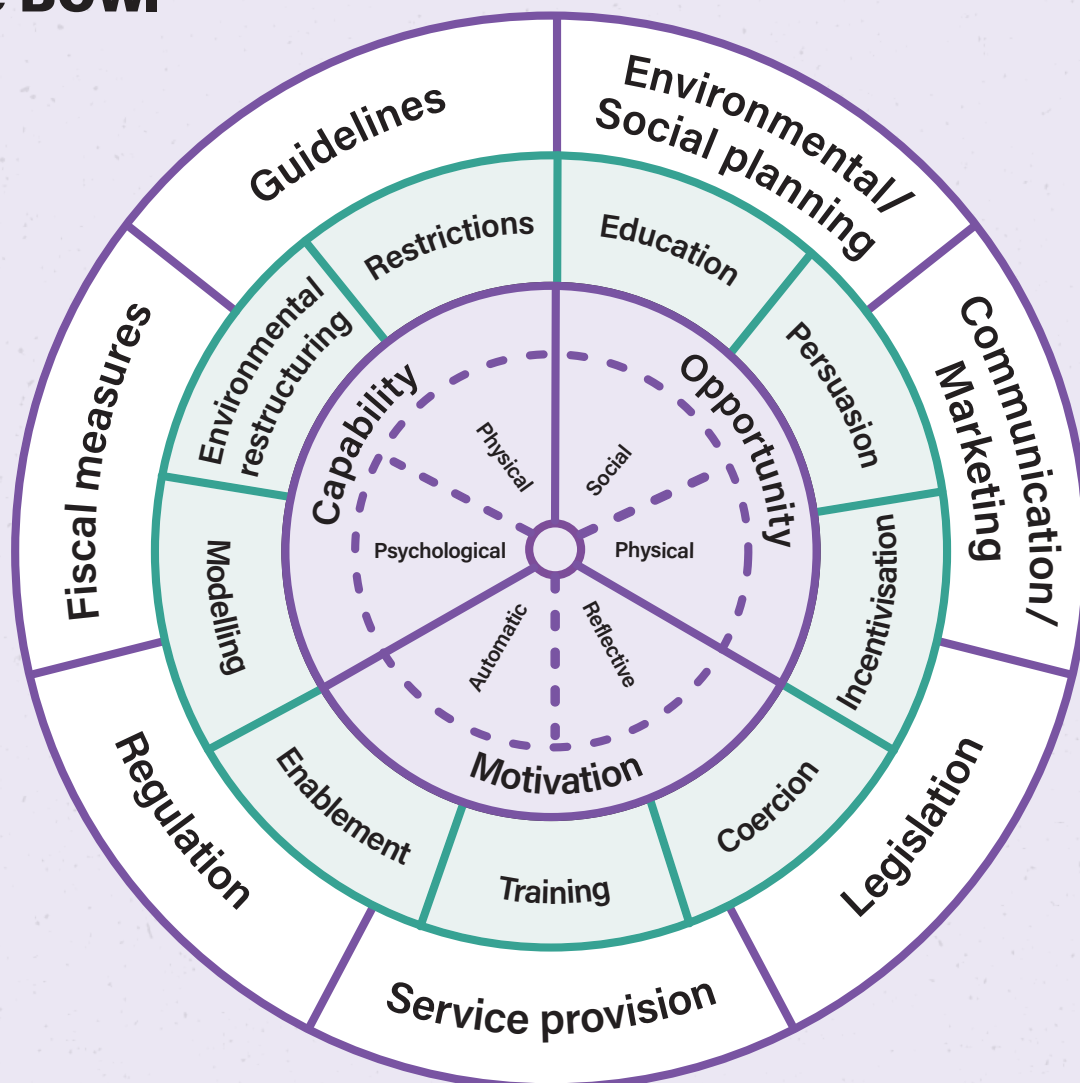 BCWF
Guidelines
Environmental/
Social planning
Communication/
Marketing
Legislation
Service provision
Regulation
Fiscal measures
Restrictions
Education
Persuasion
Incentivisation
Coercion
Training
Enablement
Modelling
Environmental
restructuring
Capability
Opportunity
Motivation
Physical
Social
Physical
Reflective
Automatic
Psychological